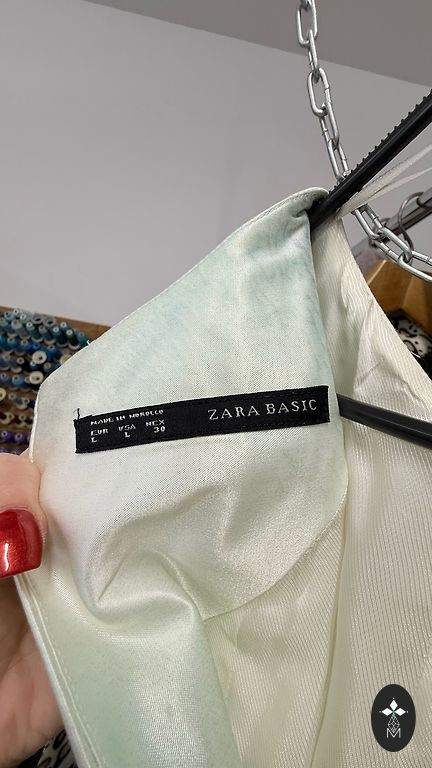 MADE IN MOROCCO
EUR USA MEX
L L 30
ZARA BASIC
M